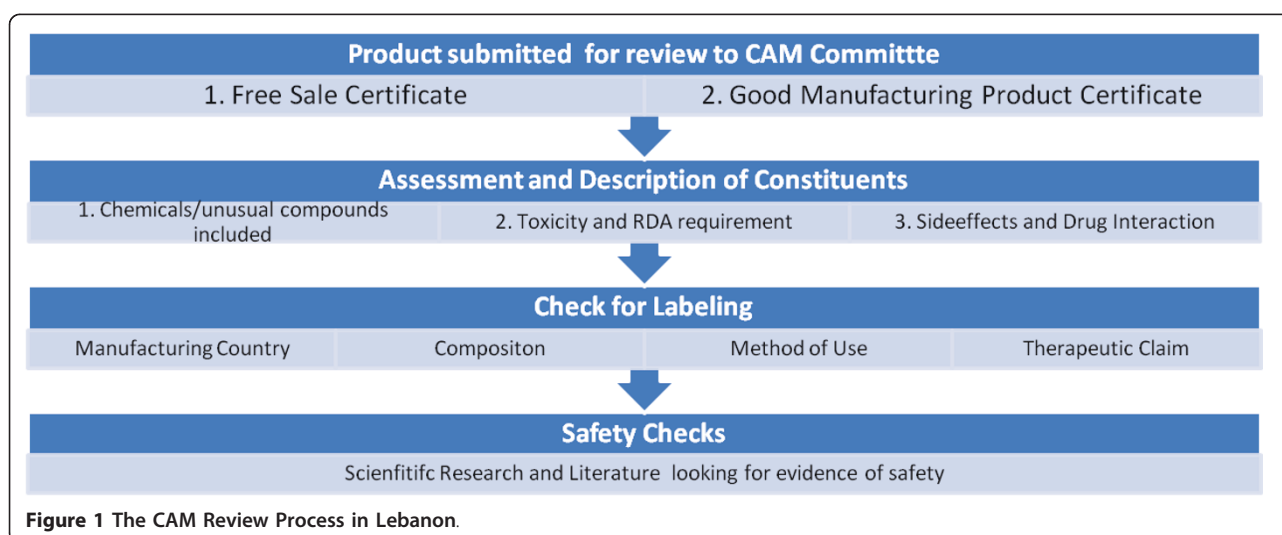 Product submitted for review to CAM Committte
1. Free Sale Certificate
2. Good Manufacturing Product Certificate
Assessment and Description of Constituents
1. Chemicals/unusual compounds
included
2. Toxicity and RDA requirement
3. Sideeffects and Drug Interaction
Check for Labeling
Manufacturing Country
Compositon
Method of Use
Therapeutic Claim
Safety Checks
Scienfitifc Research and Literature looking for evidence of safety
Figure 1 The CAM Review Process in Lebanon.